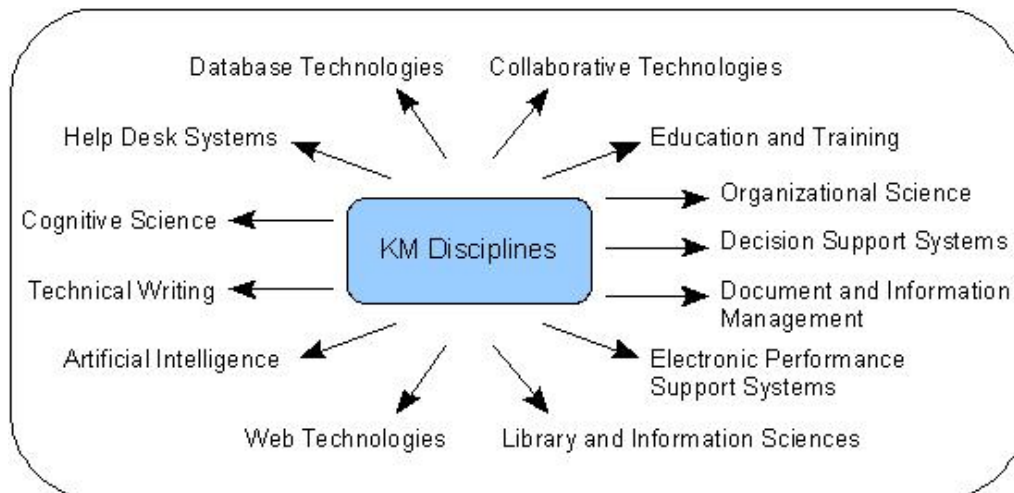 Database Technologies
Collaborative Technologies
Help Desk Systems
Education and Training
Cognitive Science
Organizational Science
KM Disciplines
Decision Support Systems
Technical Writing
Document and Information
Management
Artificial Intelligence
Electronic Performance
Support Systems
Web Technologies
Library and Information Sciences